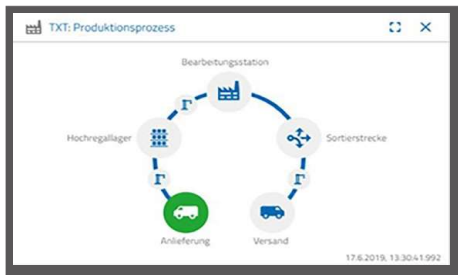 TXT: Produktionsprozess
Bearbeitungsstation
Hochregallager
Sortierstrecke
Anlieferung
Versand
17.6.2019, 13:30:41.992